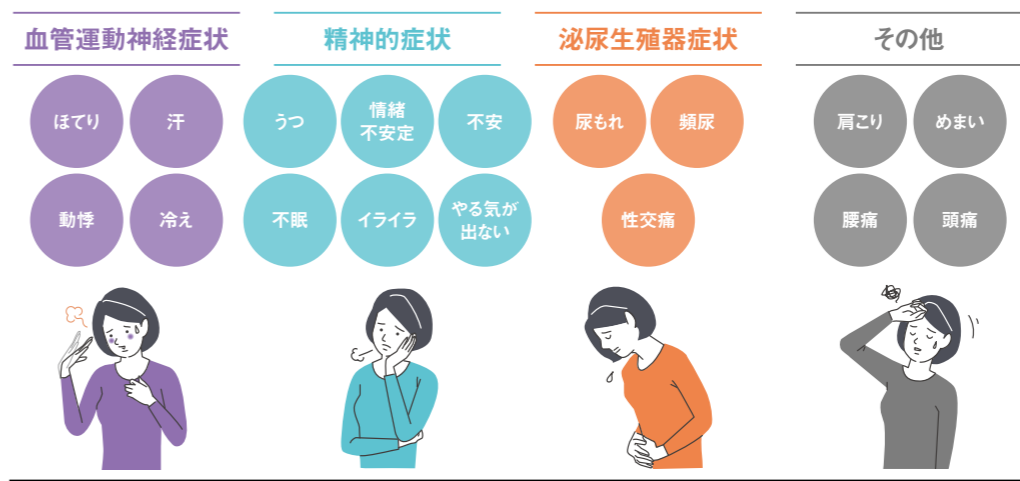 血管運動神経症状
精神的症状
泌尿生殖器症状
その他
ほてり
汗
動悸
冷え
うつ
情緒
不安定
不安
不眠
イライラ
やる気が
出ない
尿もれ
頻尿
性交痛
肩こり
めまい
腰痛
頭痛